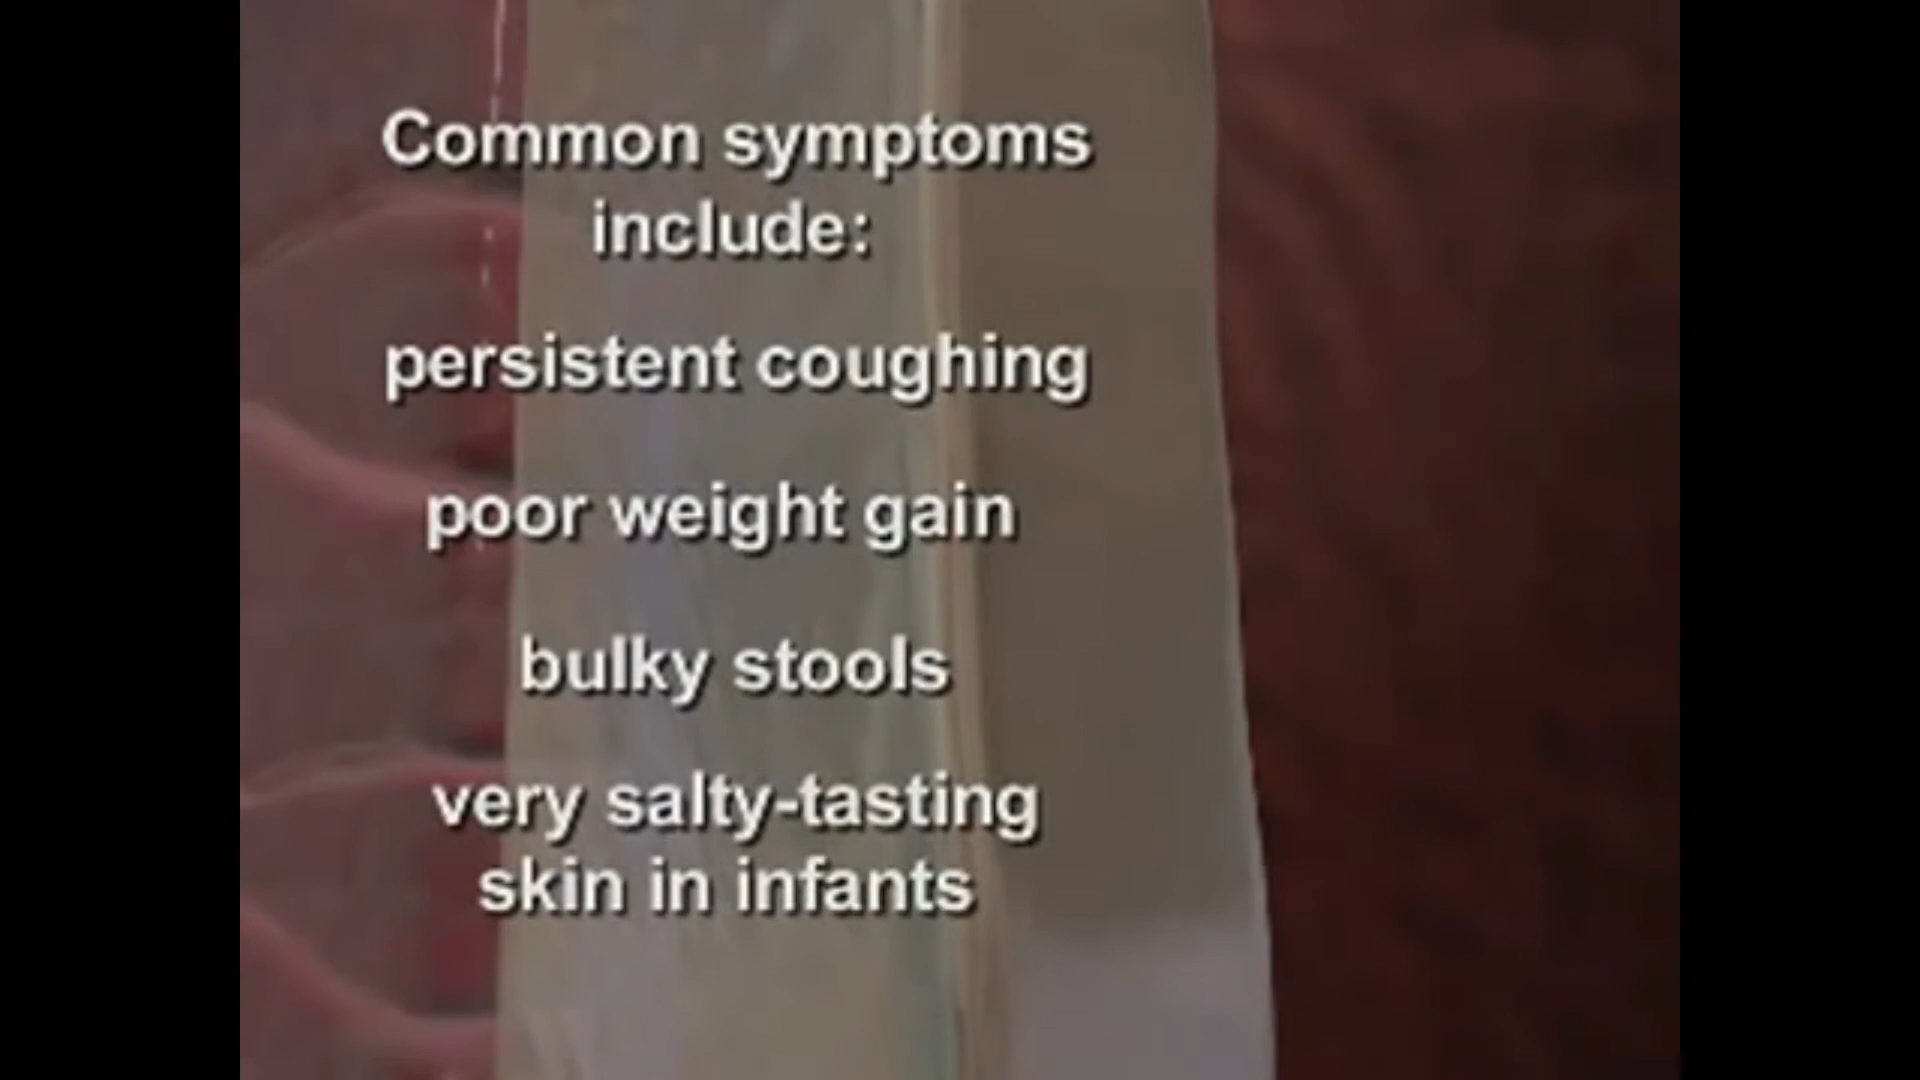 Common symptoms
include:
persistent coughing
poor weight gain
bulky stools
very salty-tasting
skin in infants